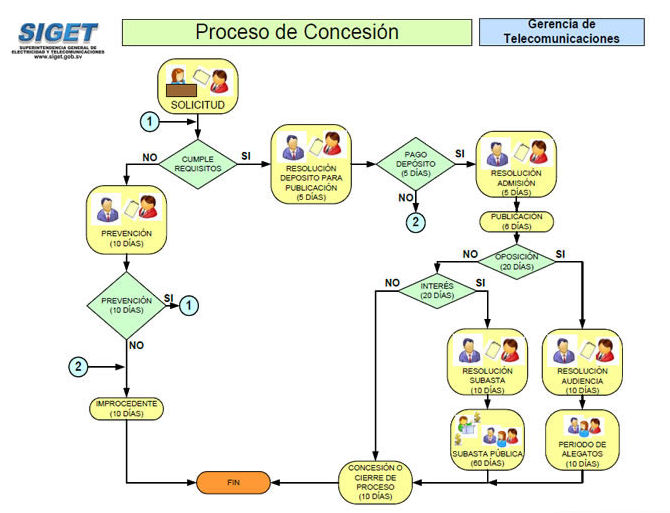 SIGET
SUPERINTENDENCIA GENERAL DE
ELECTRICIDAD Y TELECOMUNICACIONES
www.siget.gob.sv
Proceso de Concesión
Gerencia de
Telecomunicaciones
SOLICITUD
1
CUMPLE
REQUISITOS
NO
SI
RESOLUCIÓN
DEPOSITO PARA
PUBLICACIÓN
(5 DÍAS)
PAGO
DEPÓSITO
(5 DÍAS)
SI
NO
2
RESOLUCIÓN
ADMISIÓN
(5 DÍAS)
PUBLICACIÓN
(6 DÍAS)
PREVENCIÓN
(10 DÍAS)
OPOSICIÓN
(20 DÍAS)
NO
SI
INTERÉS
(20 DÍAS)
NO
SI
PREVENCIÓN
(10 DÍAS)
SI
1
NO
2
RESOLUCIÓN
SUBASTA
(10 DÍAS)
RESOLUCIÓN
AUDIENCIA
(10 DÍAS)
IMPROCEDENTE
(10 DÍAS)
SUBASTA PÚBLICA
(60 DÍAS)
PERIODO DE
ALEGATOS
(10 DÍAS)
CONCESIÓN O
CIERRE DE
PROCESO
(10 DÍAS)
FIN